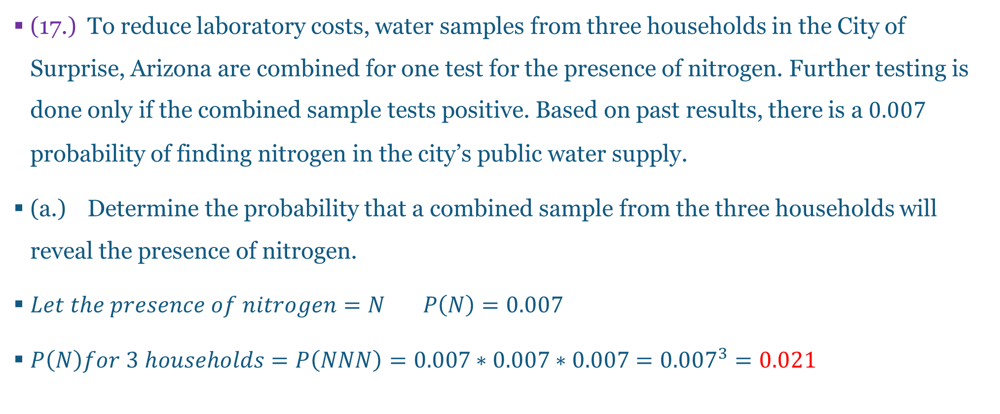 ▪ (17.) To reduce laboratory costs, water samples from three households in the City of
Surprise, Arizona are combined for one test for the presence of nitrogen. Further testing is
done only if the combined sample tests positive. Based on past results, there is a 0.007
probability of finding nitrogen in the city’s public water supply.
▪ (a.) Determine the probability that a combined sample from the three households will
reveal the presence of nitrogen.
▪ Let the presence of nitrogen = N P(N) = 0.007
▪ P(N)for 3 households = P(NNN) = 0.007 ∗ 0.007 ∗ 0.007 = 0.007³ = 0.021